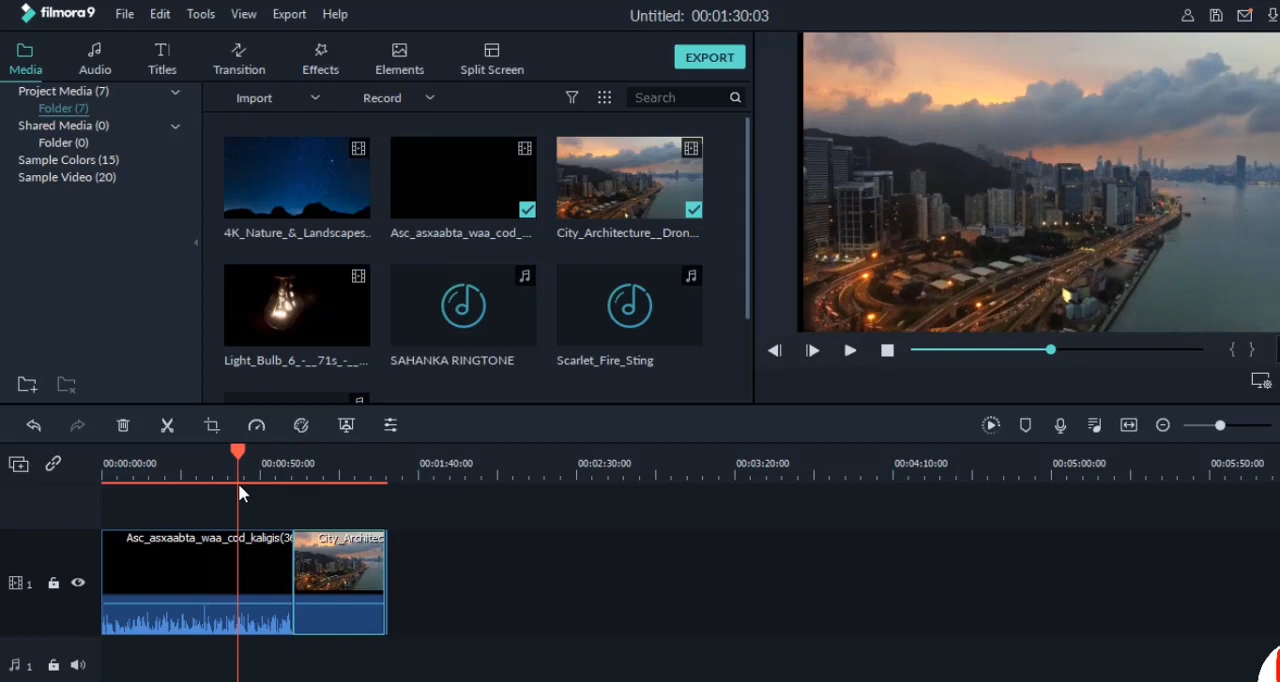 filmora9 File Edit Tools View Export Help Untitled: 00:01:30:03
Media Audio Titles Transition Effects Elements Split Screen EXPORT
Project Media (7)
Folder (7)
Shared Media (0)
Folder (0)
Sample Colors (15)
Sample Video (20)
Import Record Search
4K_Nature_&_Landscapes.. Asc_asxaabta_waa_cod_... City_Architecture__Dron...
Light_Bulb_6_-__71s_-__... SAHANKA RINGTONE Scarlet_Fire_Sting
00:00:00:00 00:00:50:00 00:01:40:00 00:02:30:00 00:03:20:00 00:04:10:00 00:05:00:00 00:05:50:00
Asc_asxaabta_waa_cod_kaligis(36 City_Architec
1
1